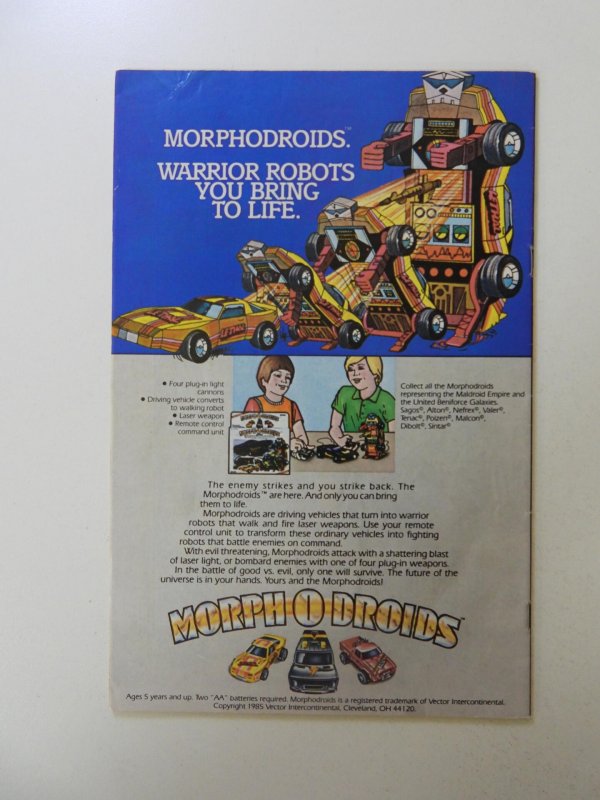 MORPHODROIDS.™
WARRIOR ROBOTS
YOU BRING
TO LIFE.
• Four plug-in light
cannons
• Driving vehicle converts
to walking robot
• Laser weapon
• Remote control
command unit
Collect all the Morphodroids
representing the Maldroid Empire and
the United Beniforce Galaxies.
Sagos®, Alton®, Nefrex®, Valer®,
Tenac®, Polzen®, Malcon®,
Dibolt®, Sintar®
The enemy strikes and you strike back. The
Morphodroids™ are here. And only you can bring
them to life.
Morphodroids are driving vehicles that turn into warrior
robots that walk and fire laser weapons. Use your remote
control unit to transform these ordinary vehicles into fighting
robots that battle enemies on command.
With evil threatening, Morphodroids attack with a shattering blast
of laser light, or bombard enemies with one of four plug-in weapons.
In the battle of good vs. evil, only one will survive. The future of the
universe is in your hands. Yours and the Morphodroids!
MORPH O DROIDS™
Ages 5 years and up. Two "AA" batteries required. Morphodroids is a registered trademark of Vector Intercontinental.
Copyright 1985 Vector Intercontinental, Cleveland, OH 44120.